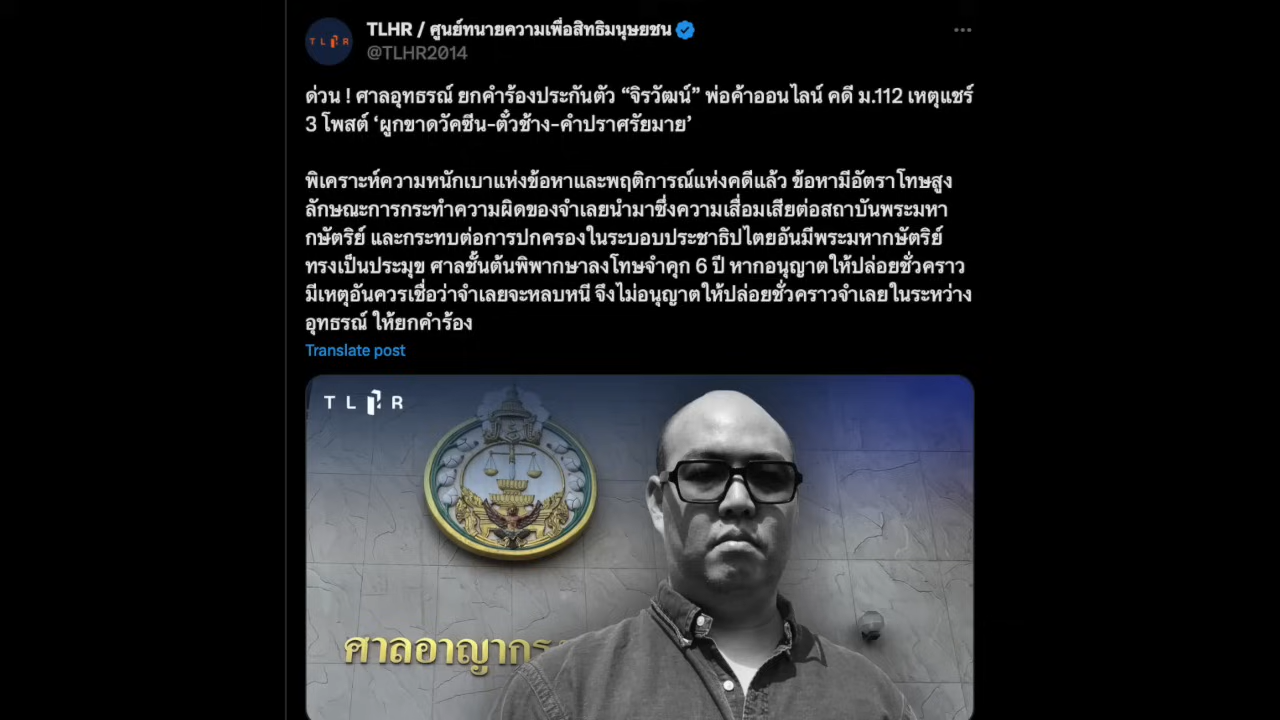 TLHR / ศูนย์ทนายความเพื่อสิทธิมนุษยชน
@TLHR2014
ด่วน ! ศาลอุทธรณ์ ยกคำร้องประกันตัว “จิรวัฒน์” พ่อค้าออนไลน์ คดี ม.112 เหตุแชร์
3 โพสต์ ‘ผูกขาดวัคซีน-ตั๋วช้าง-คำปราศรัยมาย' 
พิเคราะห์ความหนักเบาแห่งข้อหาและพฤติการณ์แห่งคดีแล้ว ข้อหามีอัตราโทษสูง
ลักษณะการกระทำความผิดของจำเลยนำมาซึ่งความเสื่อมเสียต่อสถาบันพระมหา
กษัตริย์ และกระทบต่อการปกครองในระบอบประชาธิปไตยอันมีพระมหากษัตริย์
ทรงเป็นประมุข ศาลชั้นต้นพิพากษาลงโทษจำคุก 6 ปี หากอนุญาตให้ปล่อยชั่วคราว
มีเหตุอันควรเชื่อว่าจำเลยจะหลบหนี จึงไม่อนุญาตให้ปล่อยชั่วคราวจำเลยในระหว่าง
อุทธรณ์ ให้ยกคำร้อง
Translate post
TLHR
ศาลอาญากร